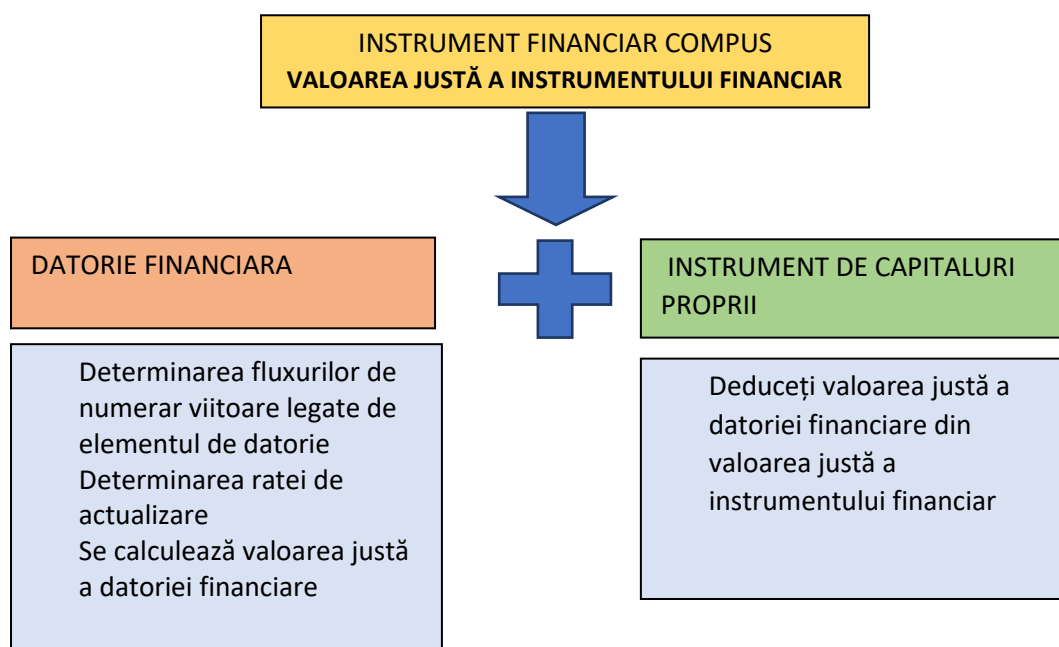 INSTRUMENT FINANCIAR COMPUS
VALOAREA JUSTĂ A INSTRUMENTULUI FINANCIAR
DATORIE FINANCIARA
INSTRUMENT DE CAPITALURI
PROPRII
Determinarea fluxurilor de
numerar viitoare legate de
elementul de datorie
Determinarea ratei de
actualizare
Se calculează valoarea justă
a datoriei financiare
Deduceți valoarea justă a
datoriei financiare din
valoarea justă a
instrumentului financiar